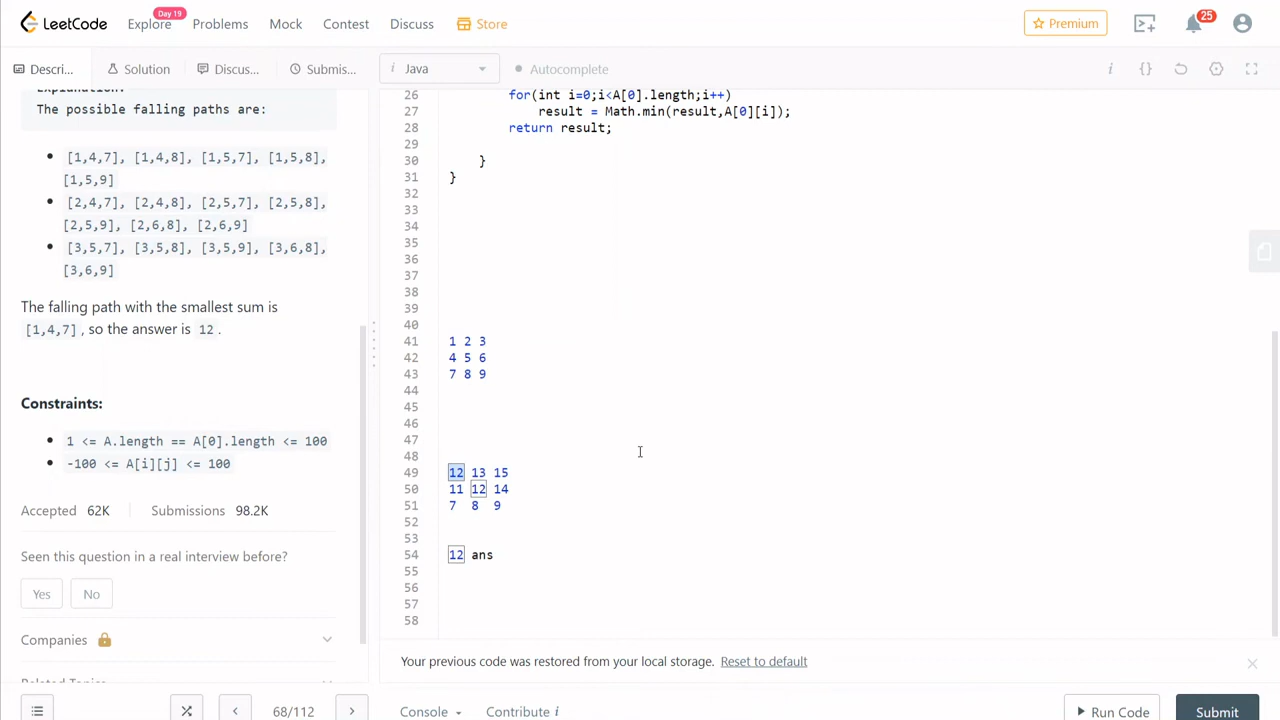 LeetCode
Explore
Day 19
Problems
Mock
Contest
Discuss
Store
Premium
25
Descri...
Solution
Discus...
Submis...
i Java
Autocomplete
Explanation:
The possible falling paths are:
[1,4,7], [1,4,8], [1,5,7], [1,5,8],
[1,5,9]
[2,4,7], [2,4,8], [2,5,7], [2,5,8],
[2,5,9], [2,6,8], [2,6,9]
[3,5,7], [3,5,8], [3,5,9], [3,6,8],
[3,6,9]
The falling path with the smallest sum is
[1,4,7], so the answer is 12.
Constraints:
1 <= A.length == A[0].length <= 100
-100 <= A[i][j] <= 100
Accepted 62K Submissions 98.2K
Seen this question in a real interview before?
Yes No
Companies
Related Topics
68/112
26 for(int i=0;i<A[0].length;i++)
27 result = Math.min(result,A[0][i]);
28 return result;
29
30 }
31 }
32
33
34
35
36
37
38
39
40
41 1 2 3
42 4 5 6
43 7 8 9
44
45
46
47
48
49 12 13 15
50 11 12 14
51 7 8 9
52
53
54 12 ans
55
56
57
58
Your previous code was restored from your local storage. Reset to default
Console
Contribute i
Run Code
Submit